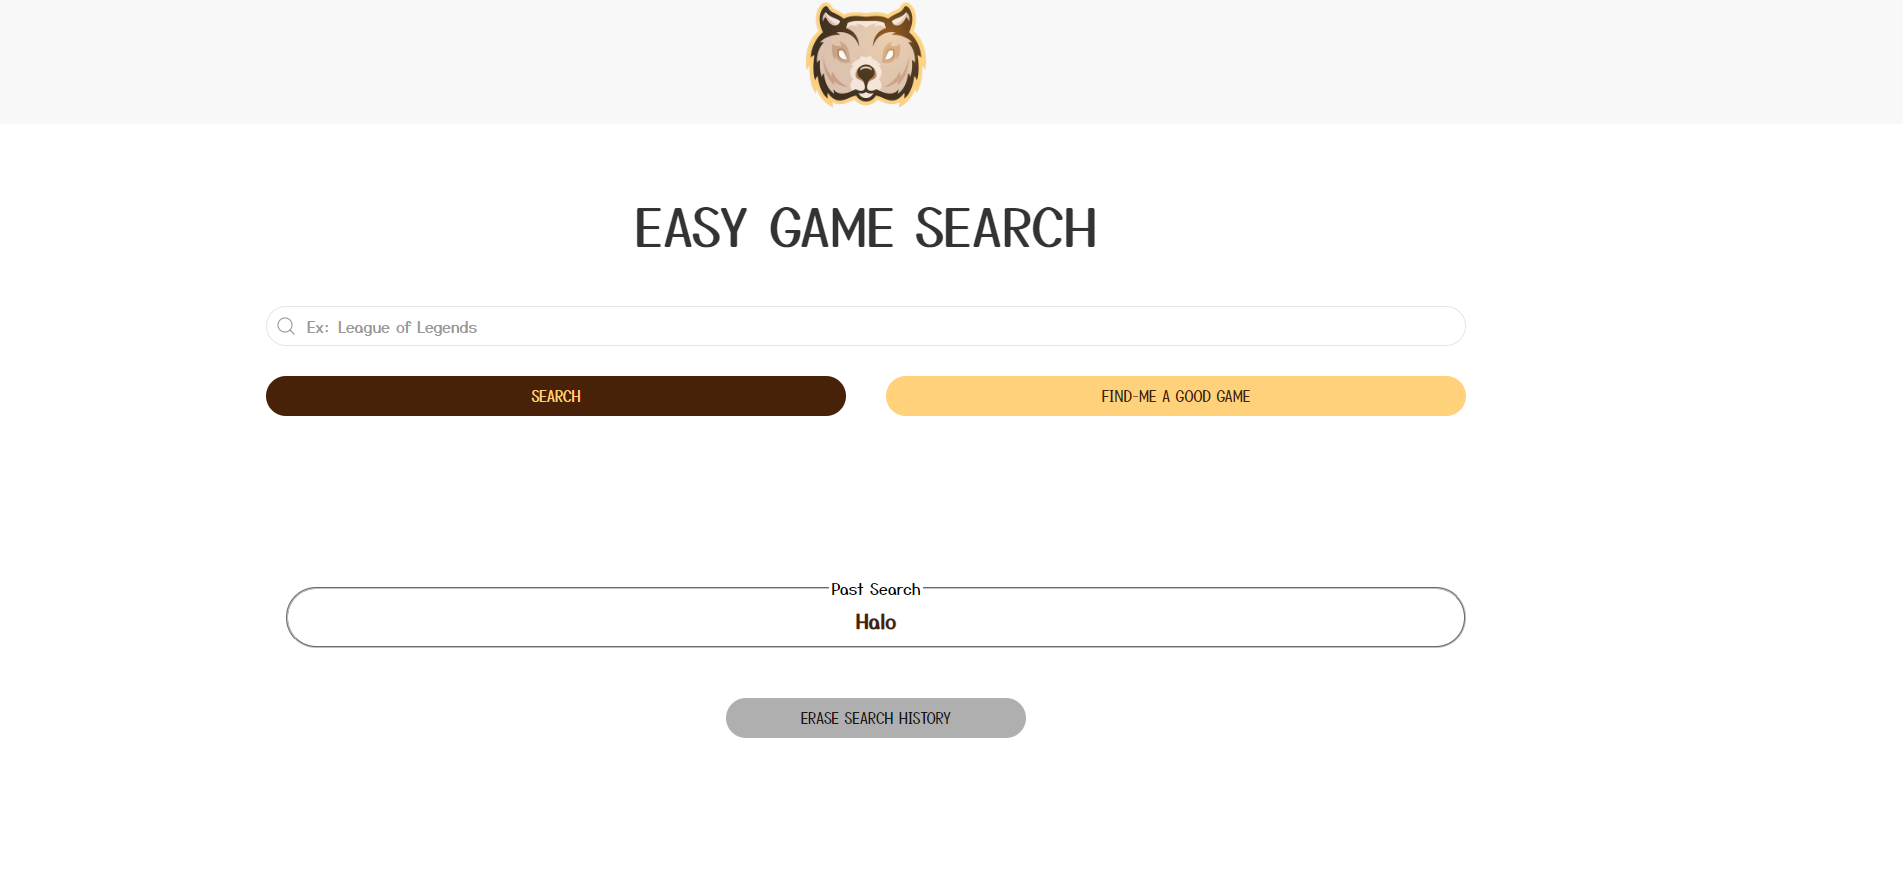 EASY GAME SEARCH
Ex: League of Legends
SEARCH
FIND-ME A GOOD GAME
Past Search
Halo
ERASE SEARCH HISTORY